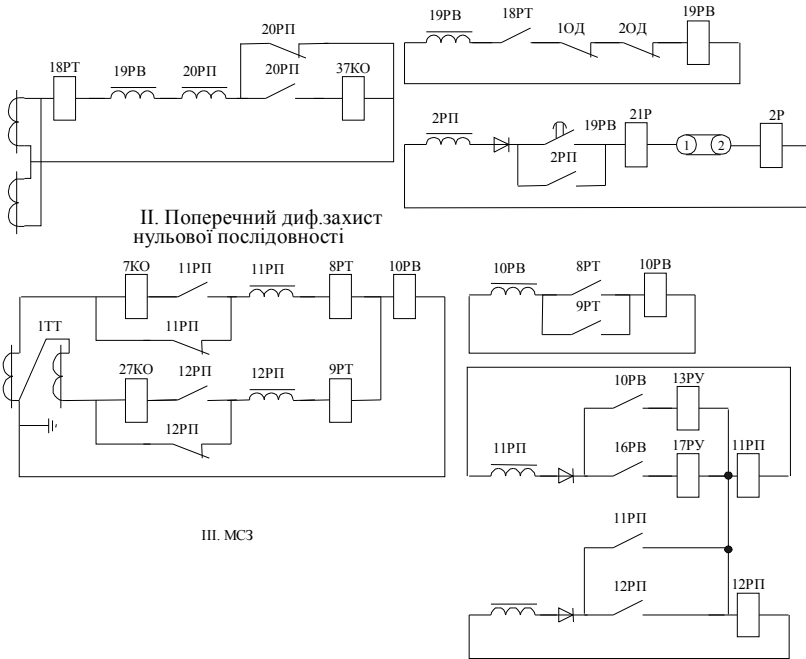 20РП
18РТ
19РВ
20РП
20РП
37КО
19РВ
18РТ
1ОД
2ОД
19РВ
2РП
19РВ
2РП
21Р
1
2
2Р
II. Поперечний диф.захист
нульової послідовності
7КО
11РП
11РП
8РТ
10РВ
1ТТ
11РП
27КО
12РП
12РП
9РТ
12РП
10РВ
8РТ
9РТ
10РВ
10РВ
13РУ
11РП
16РВ
17РУ
11РП
11РП
12РП
12РП
III. МСЗ